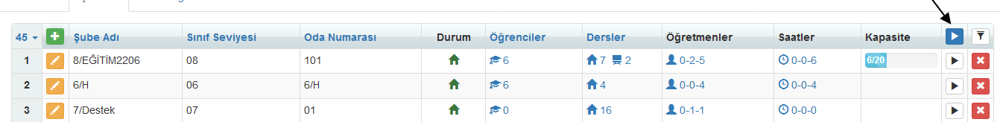 45 Şube Adı Sınıf Seviyesi Oda Numarası Durum Öğrenciler Dersler Öğretmenler Saatler Kapasite
1 8/EĞİTİM2206 08 101 6 7 2 0-2-5 0-0-6 6/20
2 6/H 06 6/H 6 4 0-0-4 0-0-4
3 7/Destek 07 01 0 16 0-1-1 0-0-0